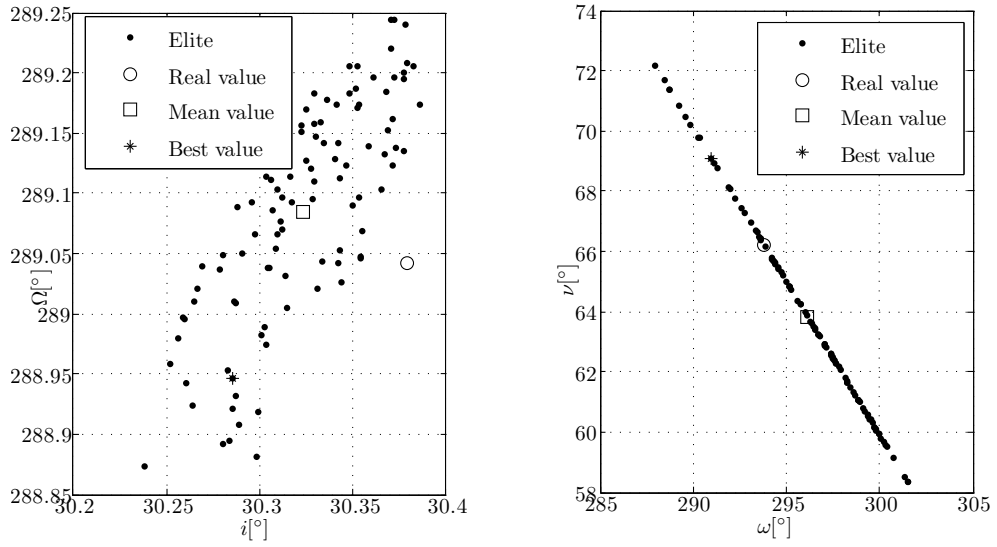 289.25
289.2
289.15
289.1
289.05
289
288.95
288.9
288.85
Ω[°]
Elite
Real value
Mean value
Best value
30.2
30.25
30.3
30.35
30.4
i[°]
74
72
70
68
66
64
62
60
58
ν[°]
Elite
Real value
Mean value
Best value
285
290
295
300
305
ω[°]